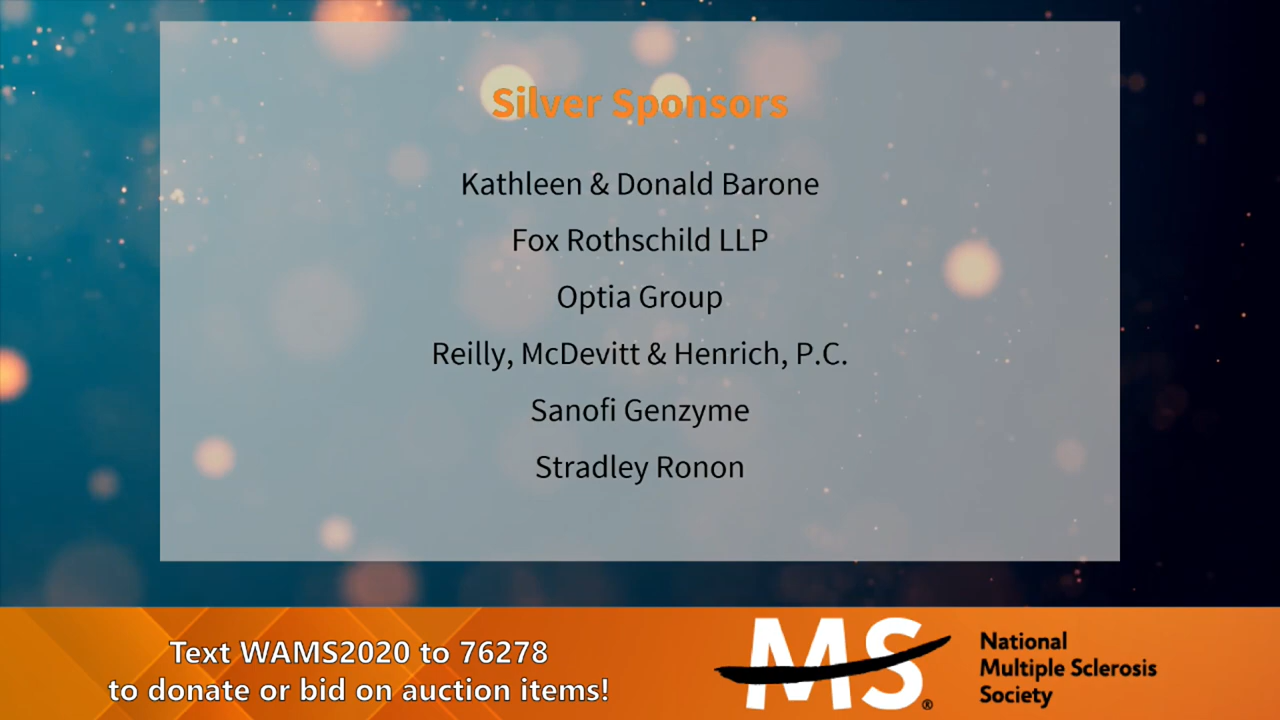 Silver Sponsors
Kathleen & Donald Barone
Fox Rothschild LLP
Optia Group
Reilly, McDevitt & Henrich, P.C.
Sanofi Genzyme
Stradley Ronon
Text WAMS2020 to 76278
to donate or bid on auction items!
MS®
National
Multiple Sclerosis
Society